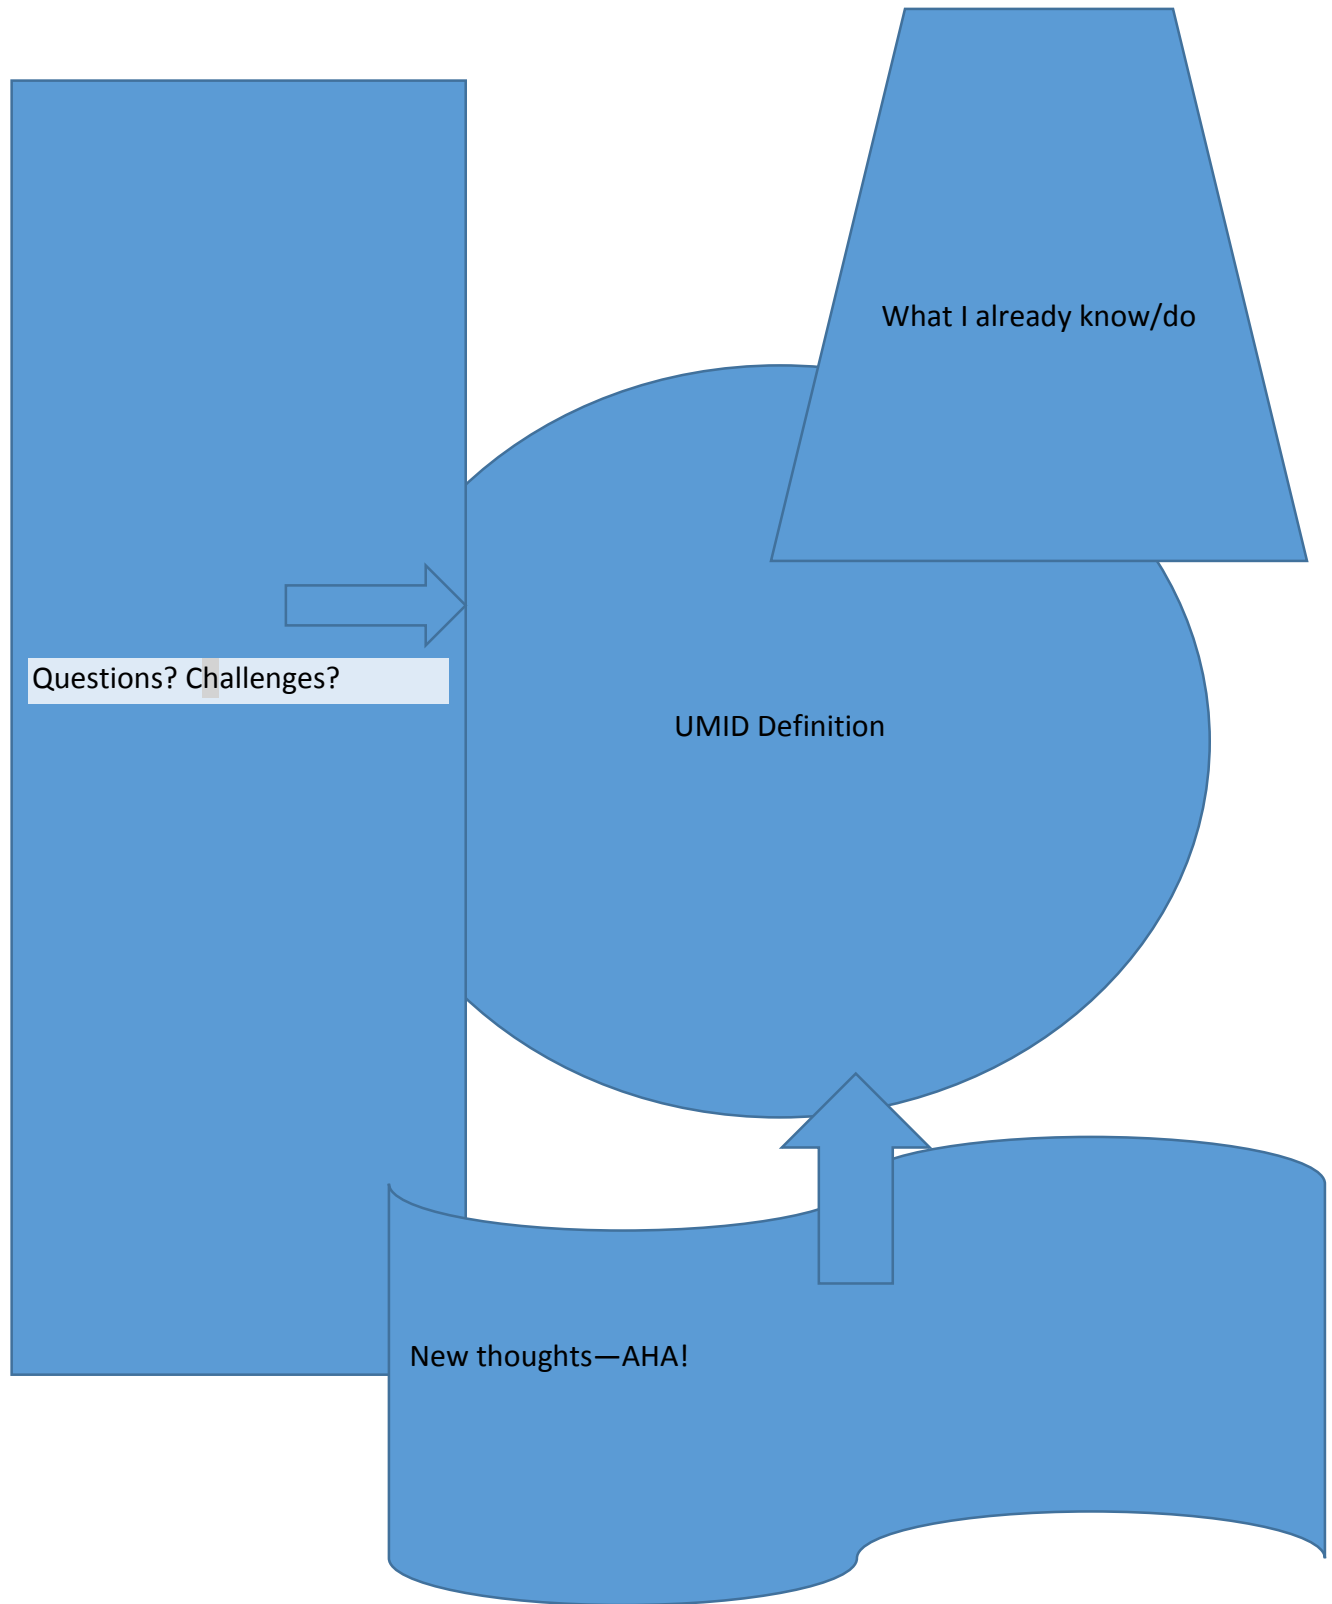 What I already know/do
Questions? Challenges?
UMID Definition
New thoughts—AHA!